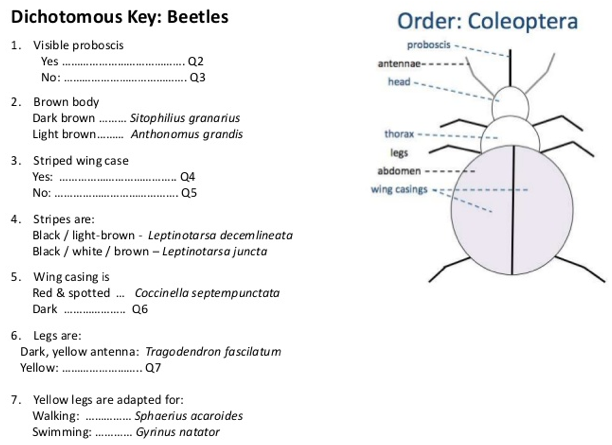 Dichotomous Key: Beetles
1. Visible proboscis
Yes ........................................ Q2
No: ........................................ Q3
2. Brown body
Dark brown ......... Sitophilius granarius
Light brown......... Anthonomus grandis
3. Striped wing case
Yes: ...................................... Q4
No: ........................................ Q5
4. Stripes are:
Black / light-brown - Leptinotarsa decemlineata
Black / white / brown – Leptinotarsa juncta
5. Wing casing is
Red & spotted ... Coccinella septempunctata
Dark .................... Q6
6. Legs are:
Dark, yellow antenna: Tragodendron fascilatum
Yellow: .......................... Q7
7. Yellow legs are adapted for:
Walking: ............... Sphaerius acaroides
Swimming: ............ Gyrinus natator
Order: Coleoptera
proboscis
antennae
head
thorax
legs
abdomen
wing casings